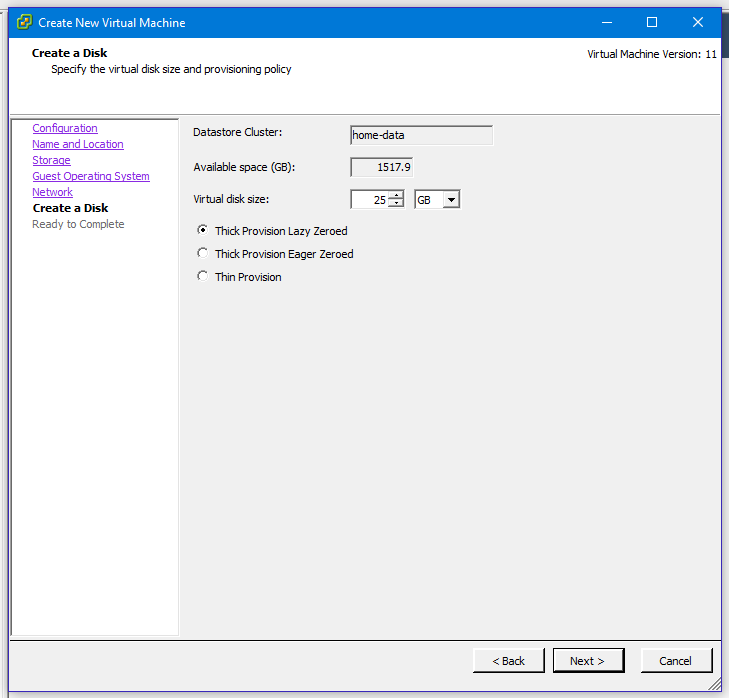 Create New Virtual Machine
Create a Disk
Specify the virtual disk size and provisioning policy
Virtual Machine Version: 11
Configuration
Name and Location
Storage
Guest Operating System
Network
Create a Disk
Ready to Complete
Datastore Cluster: home-data
Available space (GB): 1517.9
Virtual disk size: 25 GB
Thick Provision Lazy Zeroed
Thick Provision Eager Zeroed
Thin Provision
< Back Next > Cancel